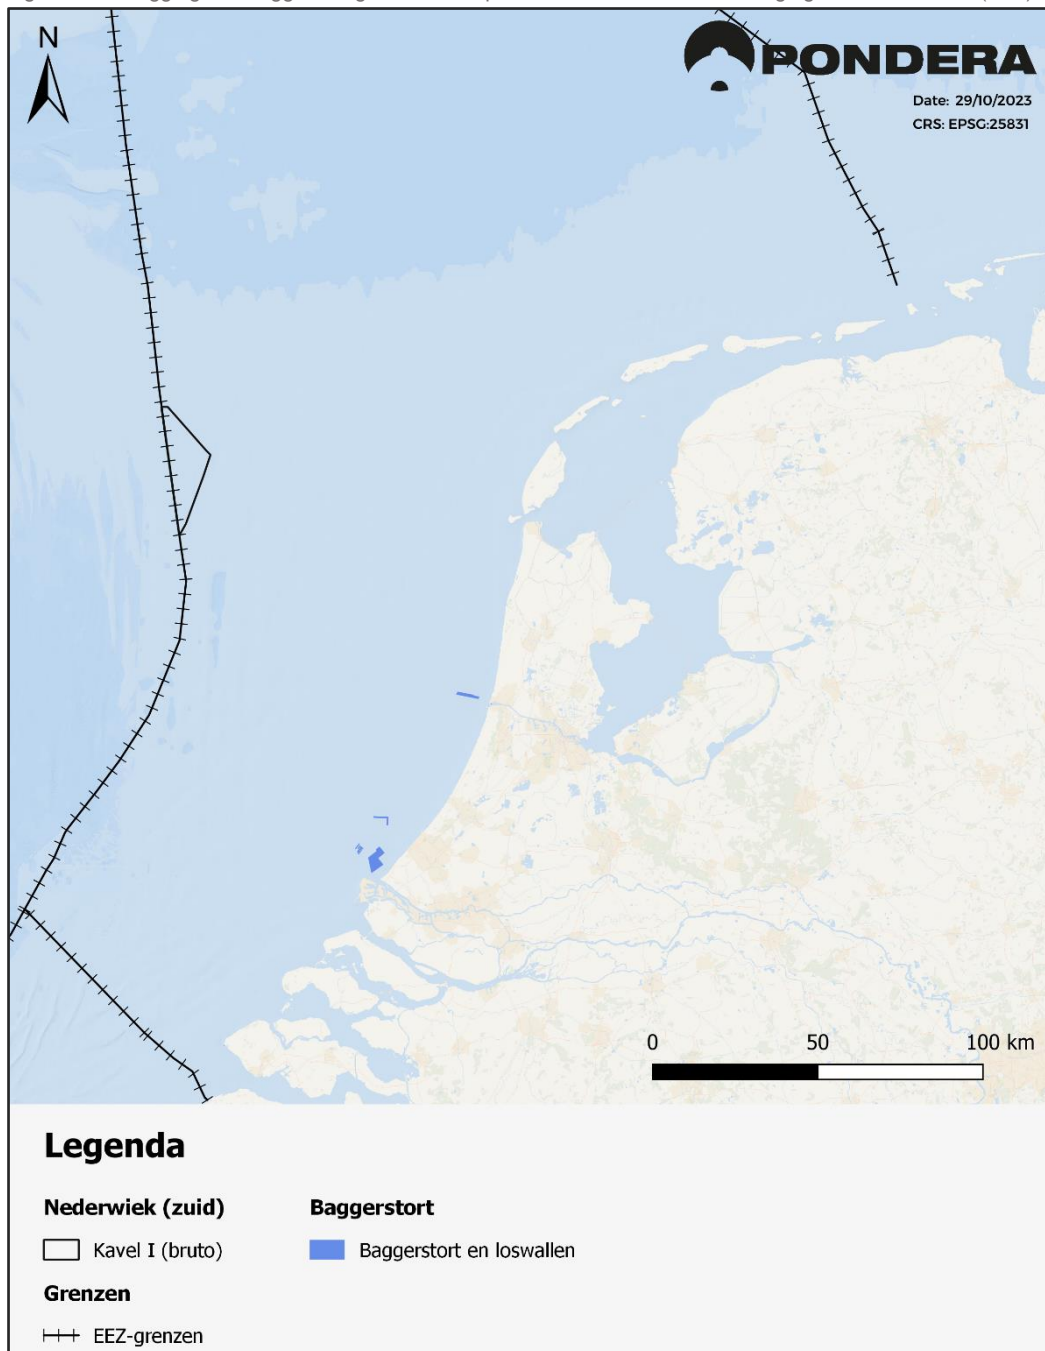 N
PONDERA
Date: 29/10/2023
CRS: EPSG:25831
0 50 100 km
Legenda
Nederwiek (zuid) Baggerstort
Kavel I (bruto) Baggerstort en loswallen
Grenzen
EEZ-grenzen